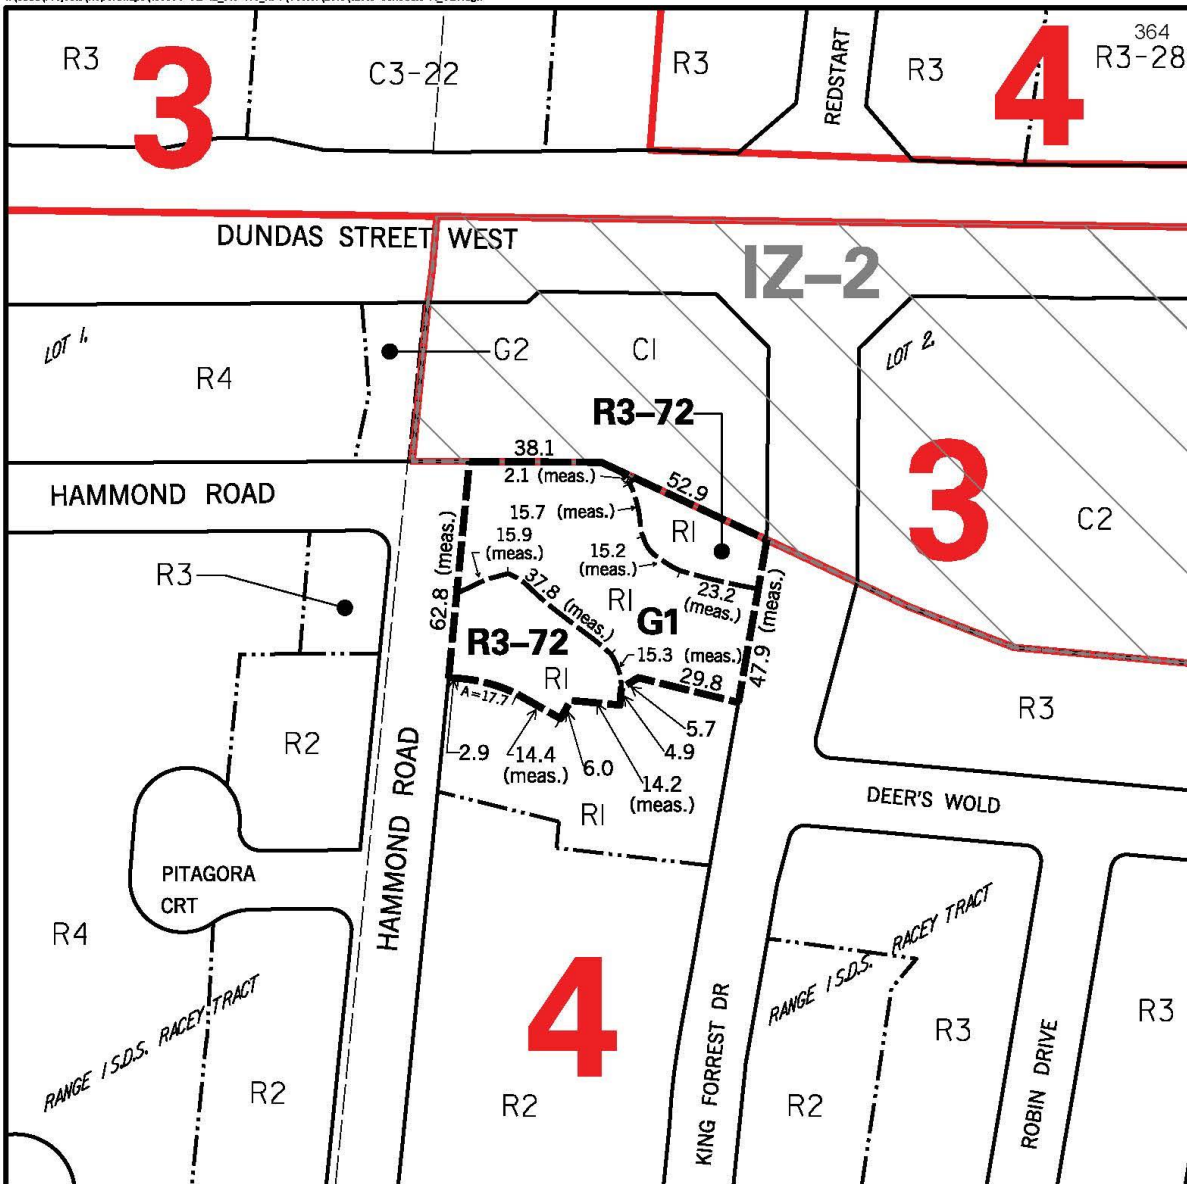 R3
3
C3-22
R3
REDSTART
R3
4
364
R3-28
DUNDAS STREET WEST
IZ-2
LOT 1.
R4
G2
C1
LOT 2.
R3-72
3
C2
HAMMOND ROAD
38.1
2.1 (meas.)
52.9
15.7 (meas.)
R1
15.9
(meas.)
15.2
(meas.)
R3
62.8 (meas.)
37.8 (meas.)
R1
G1
23.2
(meas.)
47.9 (meas.)
R3-72
15.3 (meas.)
R1
29.8
A=17.7
R3
R2
2.9
14.4
(meas.)
6.0
5.7
4.9
14.2
(meas.)
HAMMOND ROAD
R1
DEER'S WOLD
PITAGORA
CRT
R4
RANGE 1 S.D.S. RACEY TRACT
RANGE 1 S.D.S. RACEY TRACT
4
KING FORREST DR
R3
R3
ROBIN DRIVE
R2
R2
R2